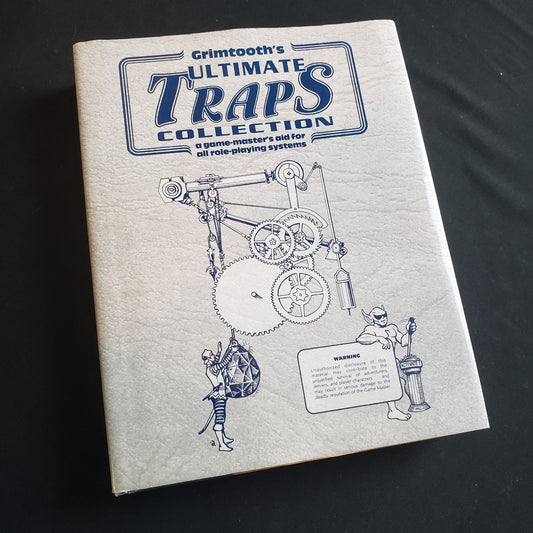 Grimtooth's
ULTIMATE
TRAPS
COLLECTION
a game-master's aid for
all role-playing systems
WARNING
Unauthorized disclosure of this
material may contribute to the
unjustified survival of adventurers,
delvers, and player-characters and
may result in serious damage to the
deadly reputation of the Game Master